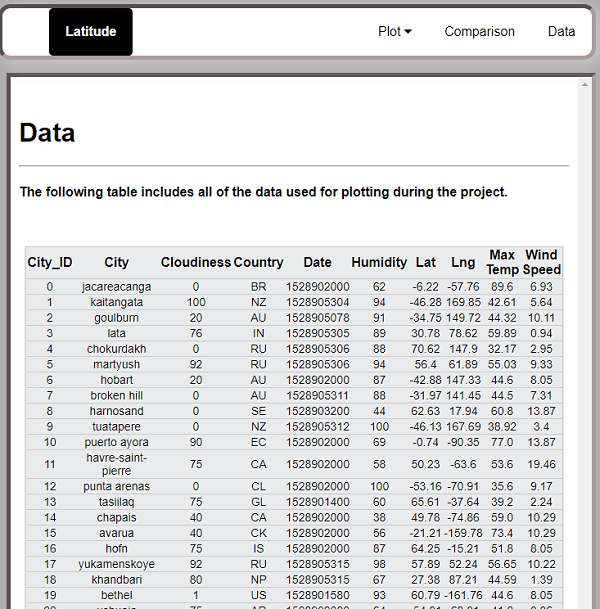 Latitude Plot Comparison Data
Data
The following table includes all of the data used for plotting during the project.
City_ID City Cloudiness Country Date Humidity Lat Lng Max Temp Wind Speed
0 jacareacanga 0 BR 1528902000 62 -6.22 -57.76 89.6 6.93
1 kaitangata 100 NZ 1528905304 94 -46.28 169.85 42.61 5.64
2 goulburn 20 AU 1528905078 91 -34.75 149.72 44.32 10.11
3 lata 76 IN 1528905305 89 30.78 78.62 59.89 0.94
4 chokurdakh 0 RU 1528905306 88 70.62 147.9 32.17 2.95
5 martyush 92 RU 1528905306 94 56.4 61.89 55.03 9.33
6 hobart 20 AU 1528902000 87 -42.88 147.33 44.6 8.05
7 broken hill 0 AU 1528905311 88 -31.97 141.45 44.5 7.31
8 harnosand 0 SE 1528903200 44 62.63 17.94 60.8 13.87
9 tuatapere 0 NZ 1528905312 100 -46.13 167.69 38.92 3.4
10 puerto ayora 90 EC 1528902000 77 -0.74 -90.35 77.0 13.87
11 havre-saint-pierre 75 CA 1528902000 58 50.23 -63.6 53.6 19.46
12 punta arenas 0 CL 1528902000 100 -53.16 -70.91 35.6 9.17
13 tasiilaq 75 GL 1528901400 60 65.61 -37.64 39.2 2.24
14 chapais 40 CA 1528902000 38 49.78 -74.86 59.0 10.29
15 avarua 40 CK 1528902000 56 -21.21 -159.78 73.4 10.29
16 hofn 75 IS 1528902000 87 64.25 -15.21 51.8 8.05
17 yukamenskoye 92 RU 1528905315 98 57.89 52.24 56.65 10.22
18 khandbari 80 NP 1528905315 67 27.38 87.21 44.59 1.39
19 bethel 1 US 1528901580 93 60.79 -161.76 44.6 8.05